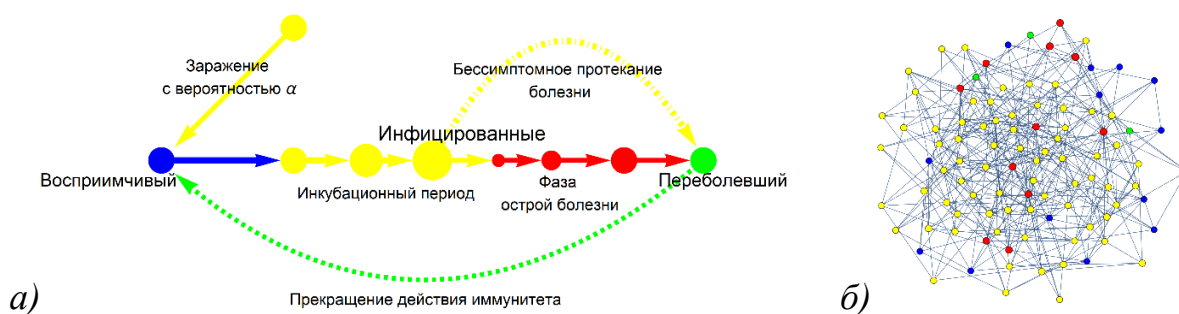 Заражение
с вероятностью α
Бессимптомное протекание
болезни
Инфицированные
Восприимчивый
Инкубационный период
Фаза
острой болезни
Переболевший
Прекращение действия иммунитета
а)
б)